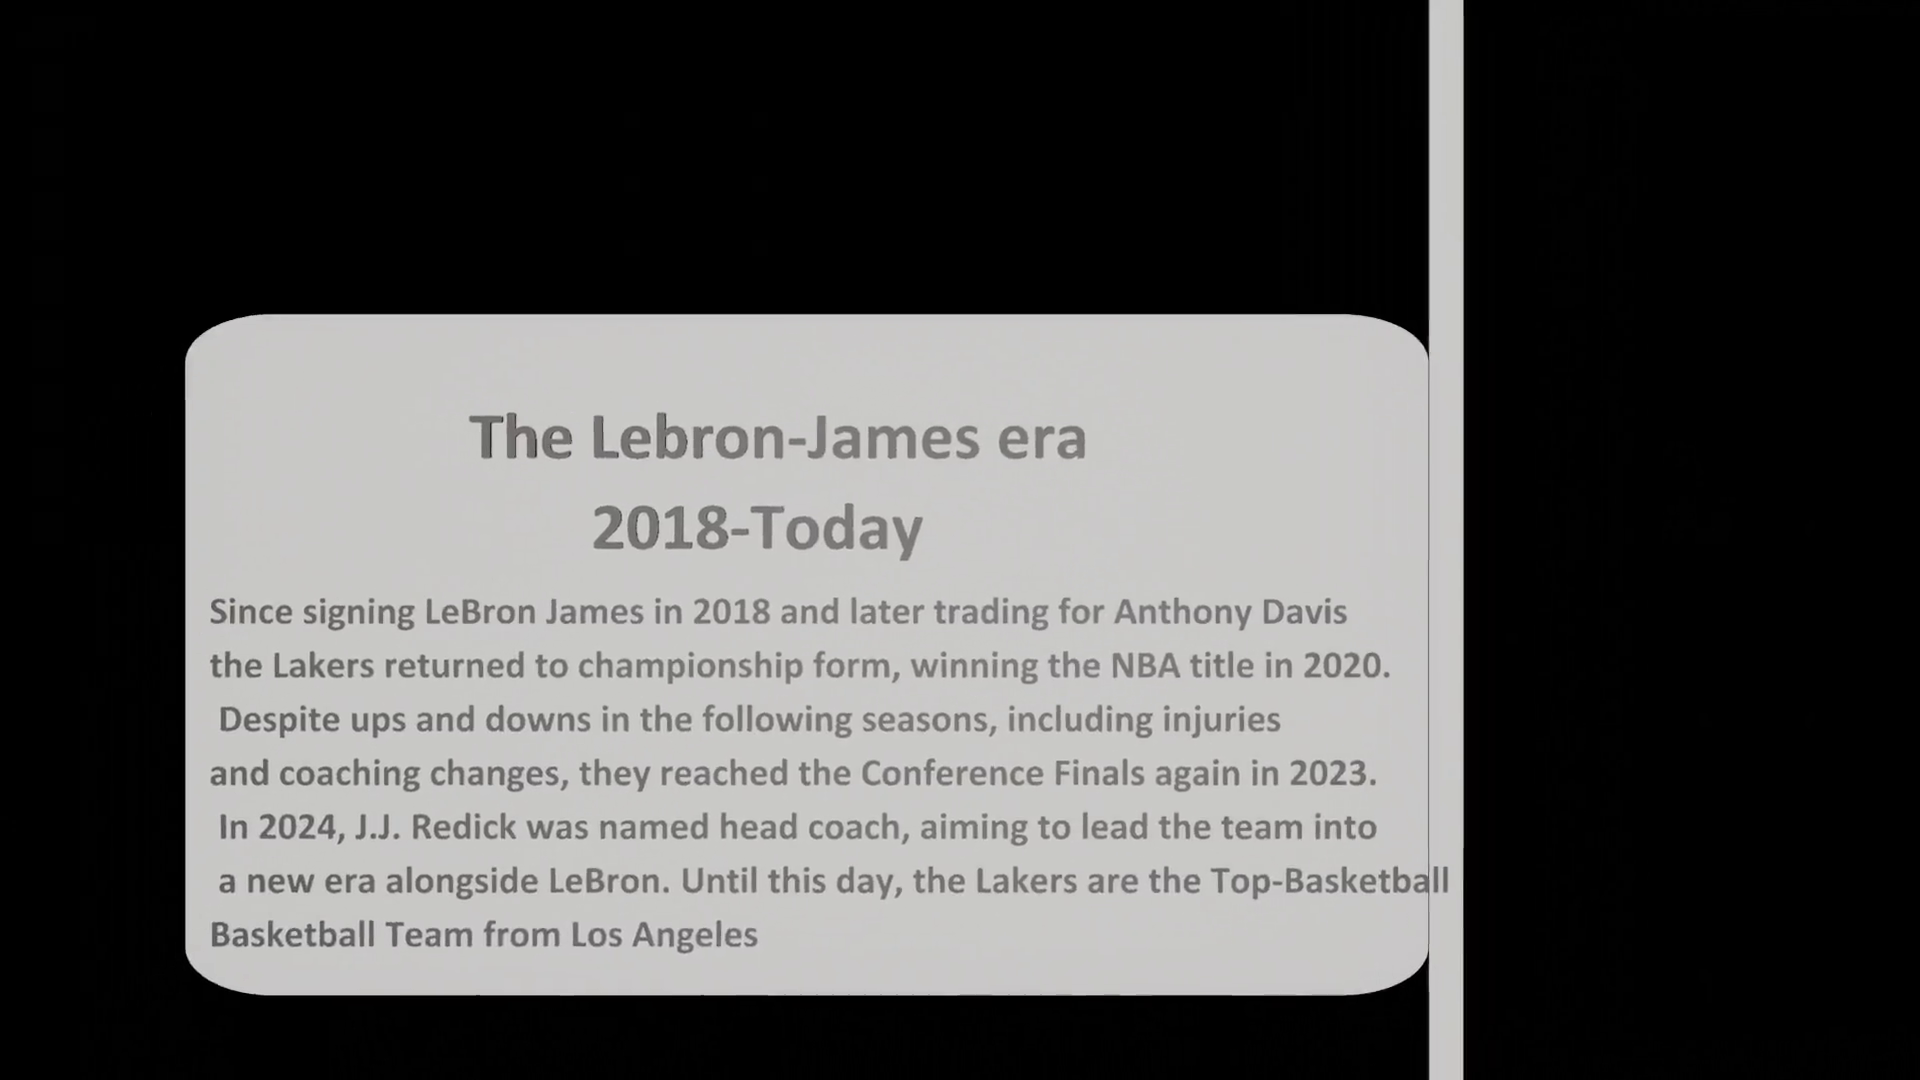 The Lebron-James era
2018-Today
Since signing LeBron James in 2018 and later trading for Anthony Davis
the Lakers returned to championship form, winning the NBA title in 2020.
Despite ups and downs in the following seasons, including injuries
and coaching changes, they reached the Conference Finals again in 2023.
In 2024, J.J. Redick was named head coach, aiming to lead the team into
a new era alongside LeBron. Until this day, the Lakers are the Top-Basketball
Basketball Team from Los Angeles